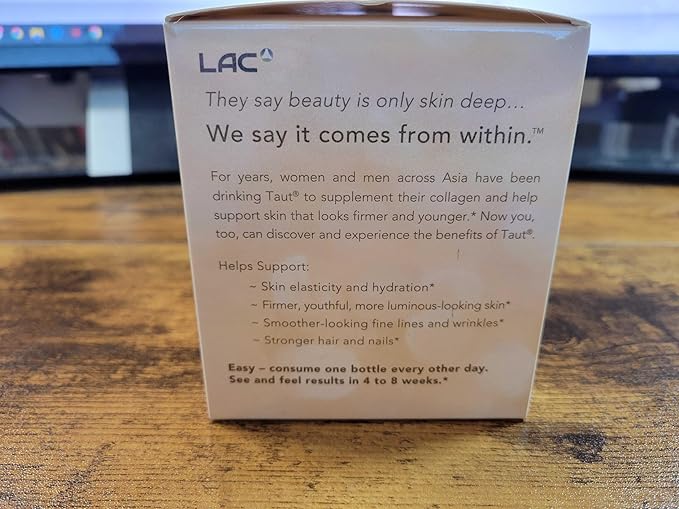 LAC
They say beauty is only skin deep...
We say it comes from within.™
For years, women and men across Asia have been
drinking Taut® to supplement their collagen and help
support skin that looks firmer and younger.* Now you,
too, can discover and experience the benefits of Taut®.
Helps Support:
~ Skin elasticity and hydration*
~ Firmer, youthful, more luminous-looking skin*
~ Smoother-looking fine lines and wrinkles*
~ Stronger hair and nails*
Easy – consume one bottle every other day.
See and feel results in 4 to 8 weeks.*